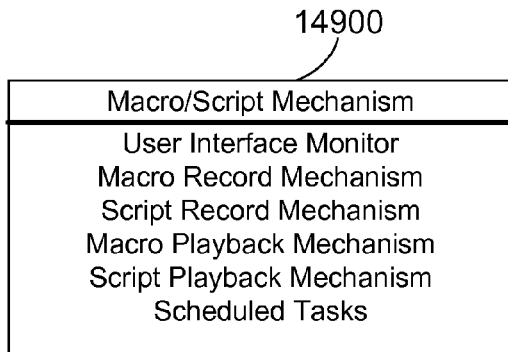 14900
Macro/Script Mechanism
User Interface Monitor
Macro Record Mechanism
Script Record Mechanism
Macro Playback Mechanism
Script Playback Mechanism
Scheduled Tasks